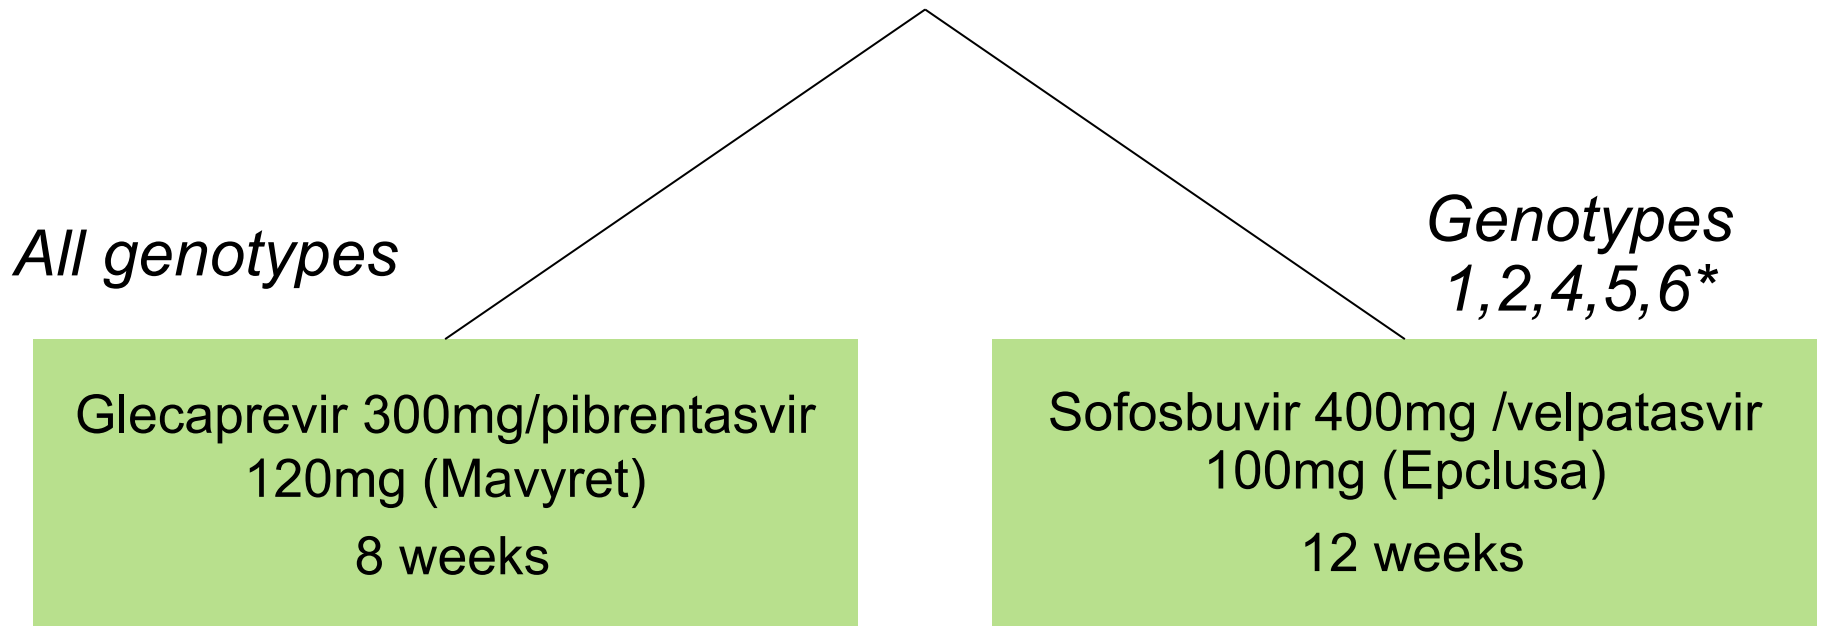 All genotypes
Glecaprevir 300mg/pibrentasvir
120mg (Mavyret)
8 weeks
Genotypes
1,2,4,5,6*
Sofosbuvir 400mg /velpatasvir
100mg (Epclusa)
12 weeks